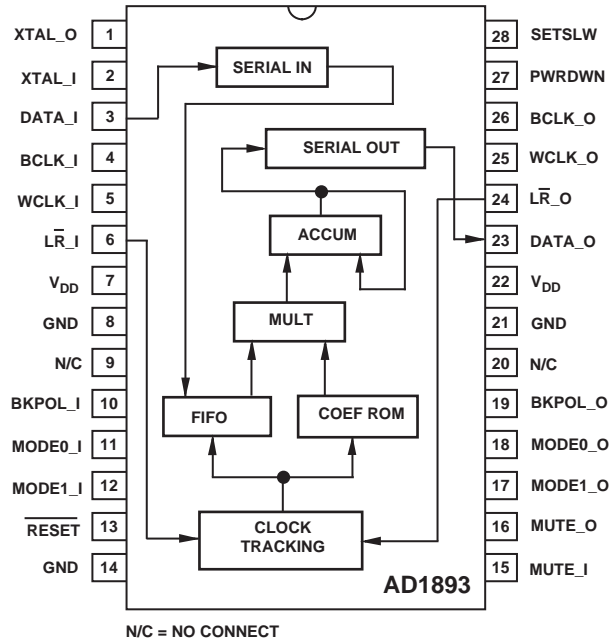 XTAL_O 1
XTAL_I 2
DATA_I 3
BCLK_I 4
WCLK_I 5
LR̅_I 6
VDD 7
GND 8
N/C 9
BKPOL_I 10
MODE0_I 11
MODE1_I 12
R̅E̅S̅E̅T̅ 13
GND 14
SERIAL IN
SERIAL OUT
ACCUM
MULT
FIFO
COEF ROM
CLOCK
TRACKING
AD1893
28 SETSLW
27 PWRDWN
26 BCLK_O
25 WCLK_O
24 LR̅_O
23 DATA_O
22 VDD
21 GND
20 N/C
19 BKPOL_O
18 MODE0_O
17 MODE1_O
16 MUTE_O
15 MUTE_I
N/C = NO CONNECT